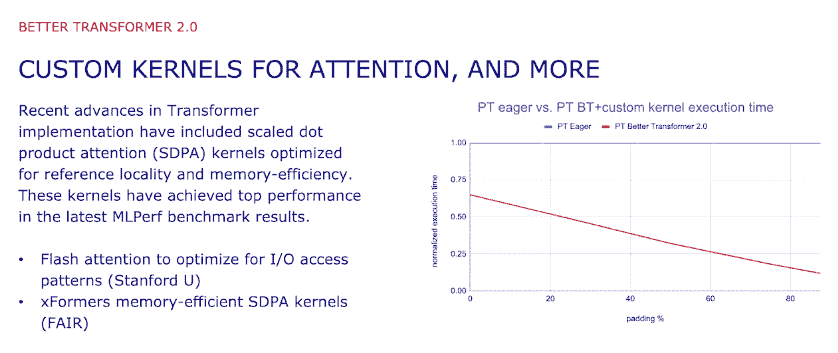 BETTER TRANSFORMER 2.0
CUSTOM KERNELS FOR ATTENTION, AND MORE
Recent advances in Transformer
implementation have included scaled dot
product attention (SDPA) kernels optimized
for reference locality and memory-efficiency.
These kernels have achieved top performance
in the latest MLPerf benchmark results.
• Flash attention to optimize for I/O access
patterns (Stanford U)
• xFormers memory-efficient SDPA kernels
(FAIR)
PT eager vs. PT BT+custom kernel execution time
PT Eager PT Better Transformer 2.0
normalized execution time
1.00
0.75
0.50
0.25
0.00
0 20 40 60 80
padding %